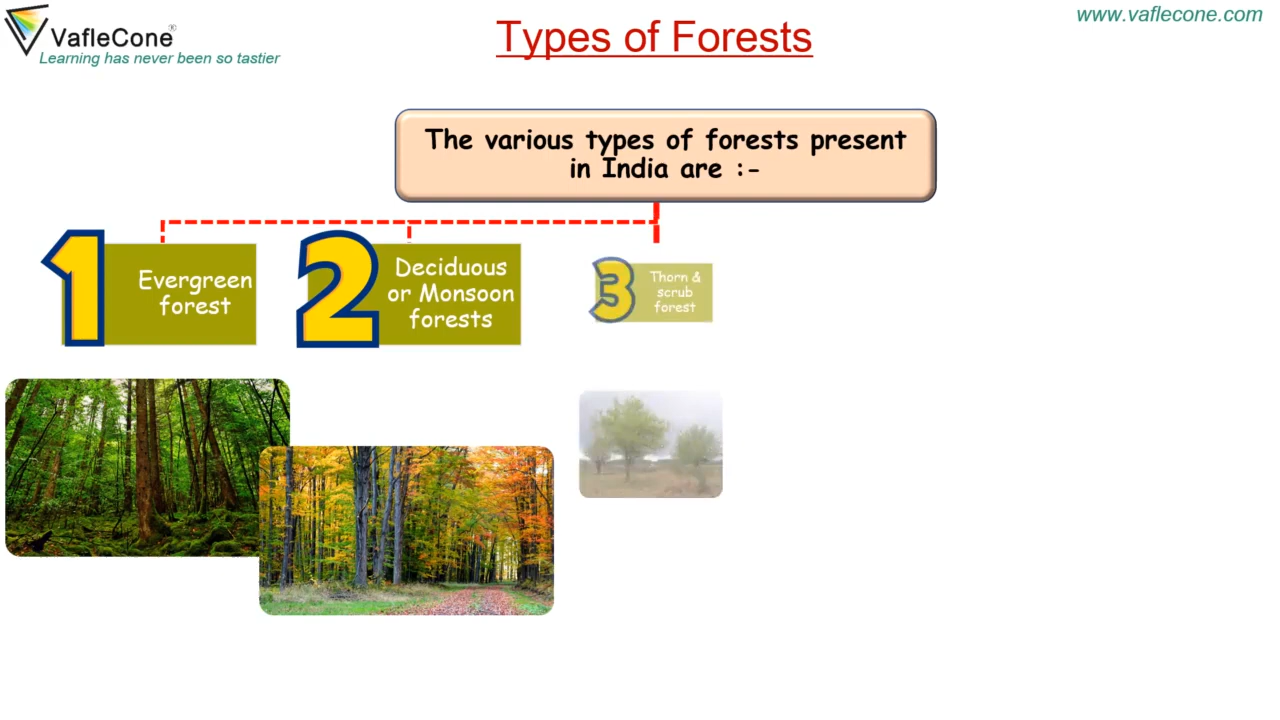 VafleCone®
Learning has never been so tastier
Types of Forests
www.vaflecone.com
The various types of forests present
in India are :-
1
Evergreen
forest
2
Deciduous
or Monsoon
forests
3
Thorn &
scrub
forest